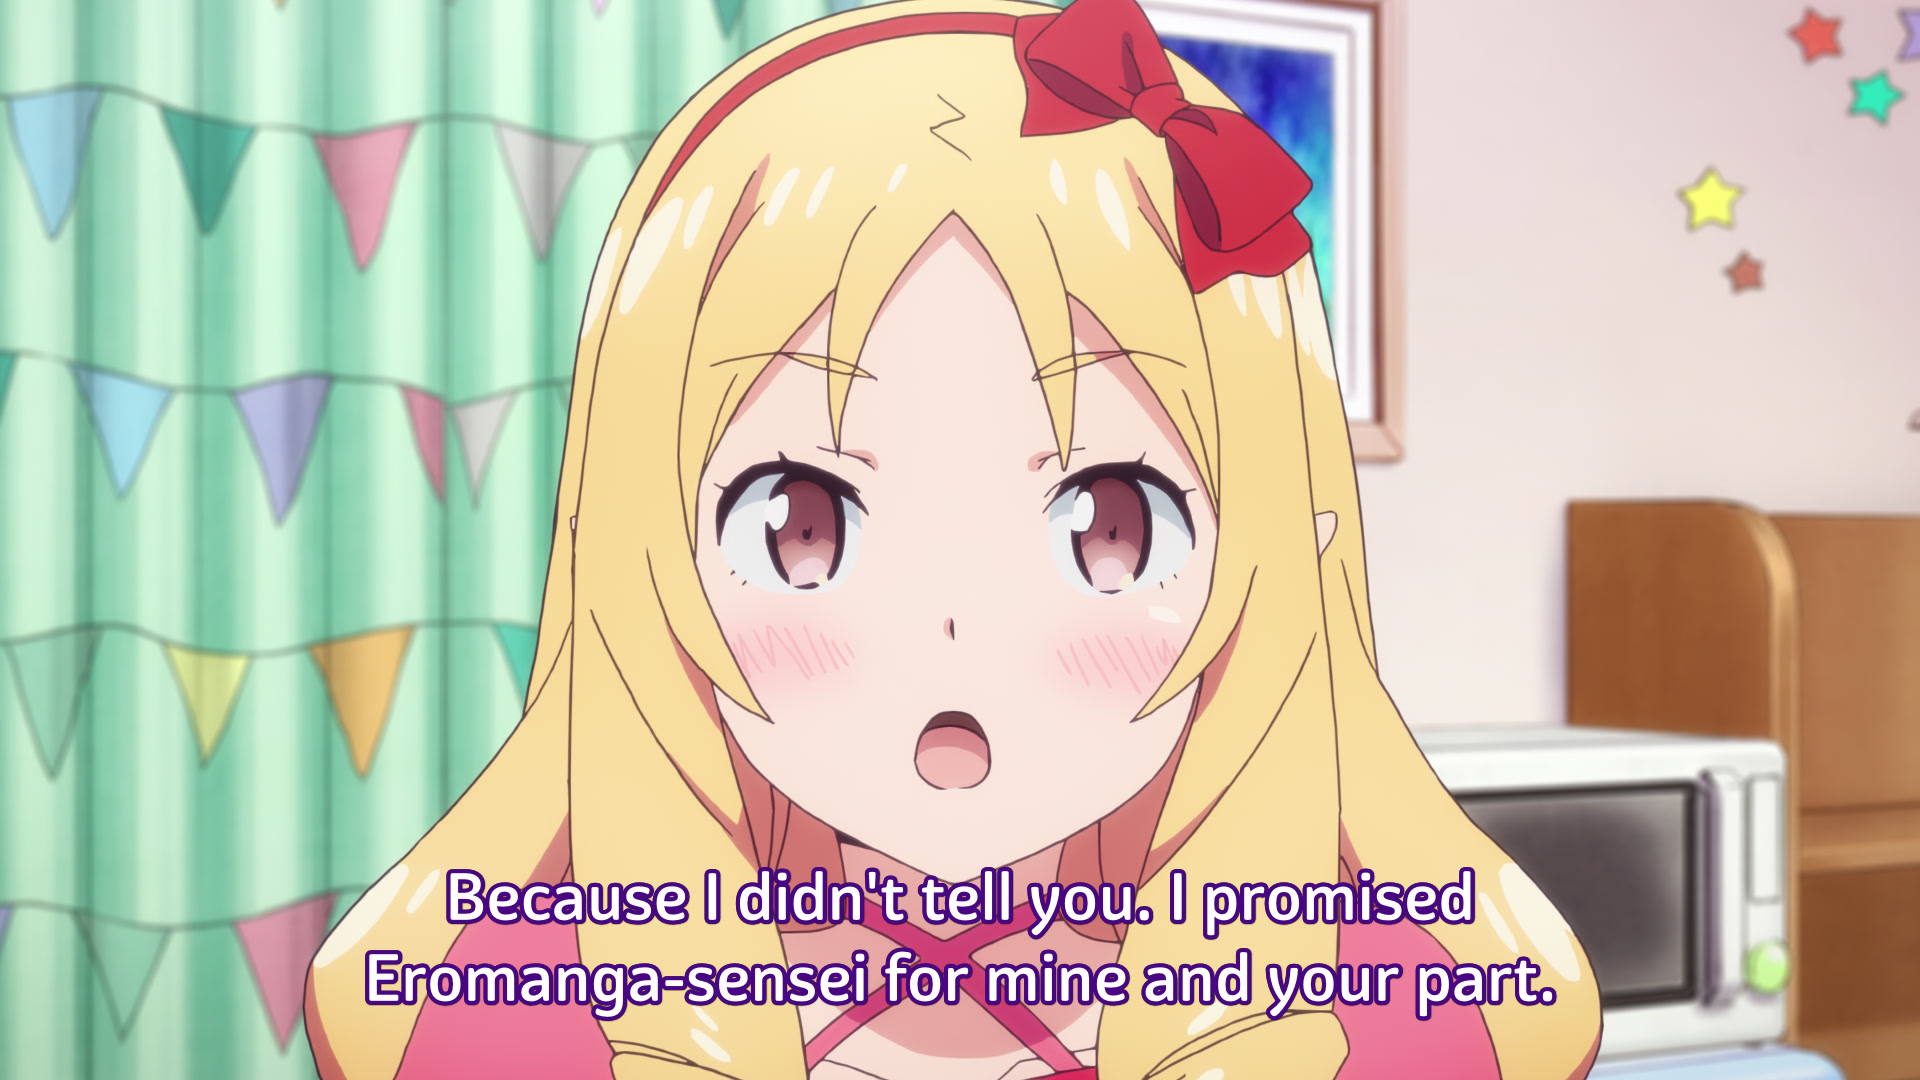 Because I didn't tell you. I promised
Eromanga-sensei for mine and your part.